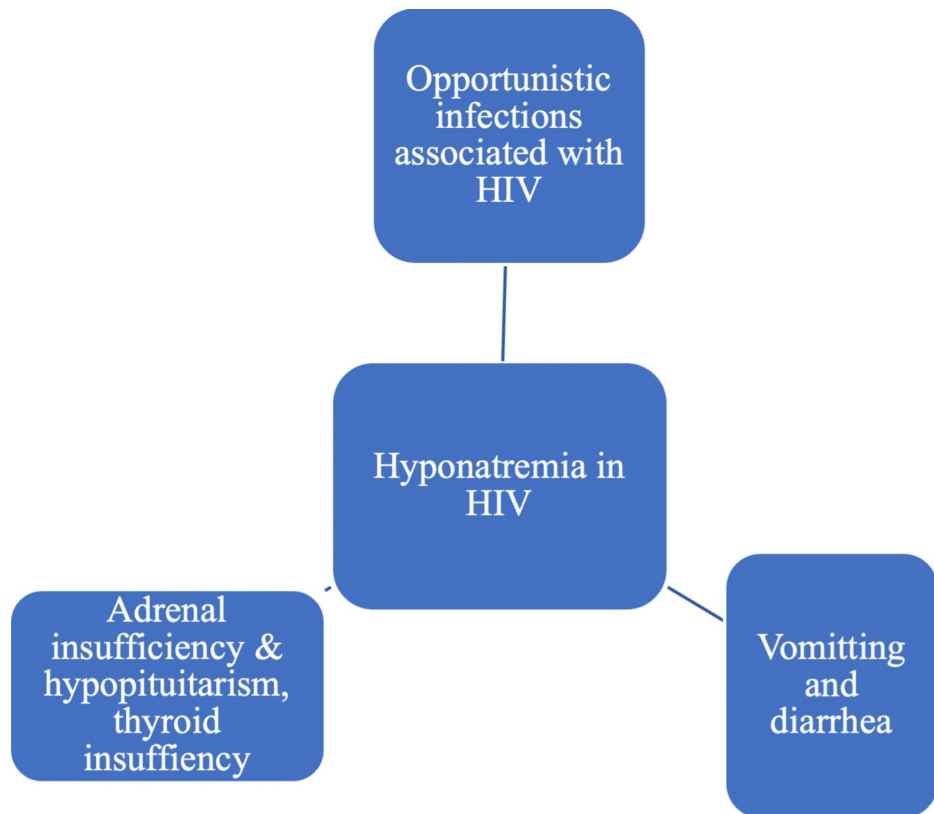 Opportunistic
infections
associated with
HIV
Hyponatremia in
HIV
Adrenal
insufficiency &
hypopituitarism,
thyroid
insuffiency
Vomitting
and
diarrhea